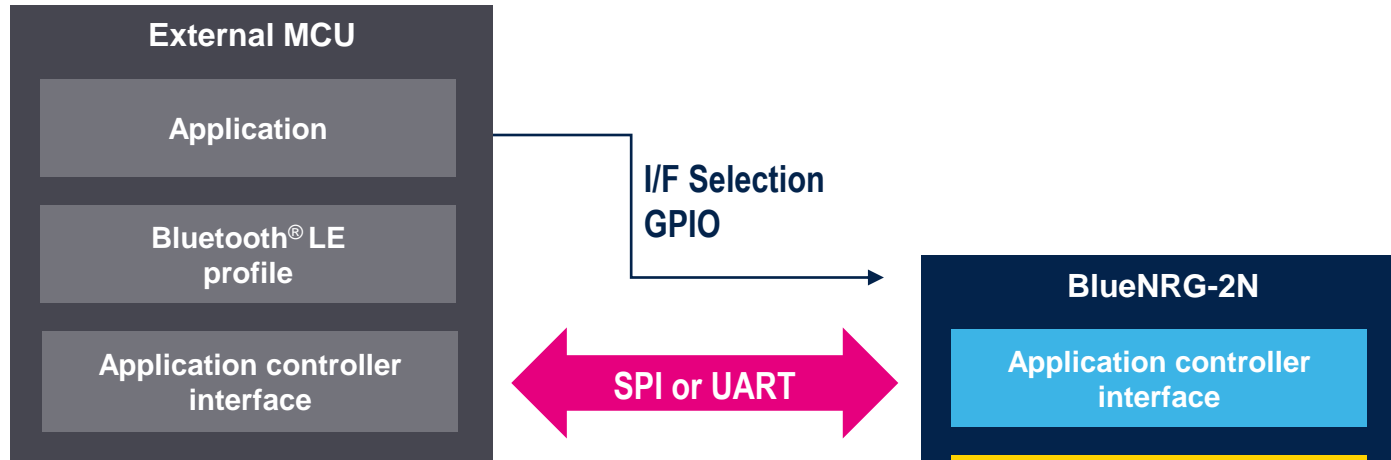 External MCU
Application
I/F Selection
GPIO
Bluetooth® LE
profile
BlueNRG-2N
Application controller
interface
SPI or UART
Application controller
interface